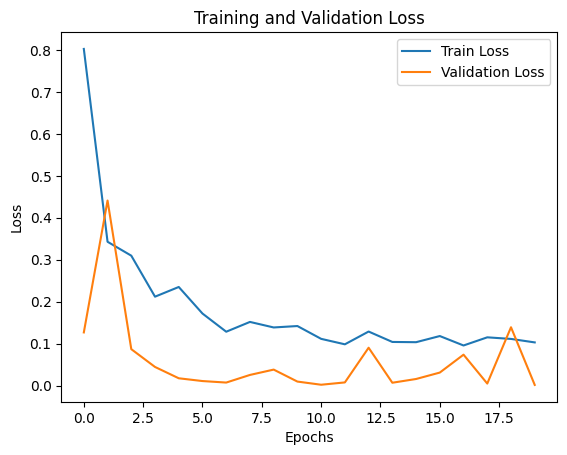 Training and Validation Loss
Train Loss
Validation Loss
Loss
0.8
0.7
0.6
0.5
0.4
0.3
0.2
0.1
0.0
0.0 2.5 5.0 7.5 10.0 12.5 15.0 17.5
Epochs